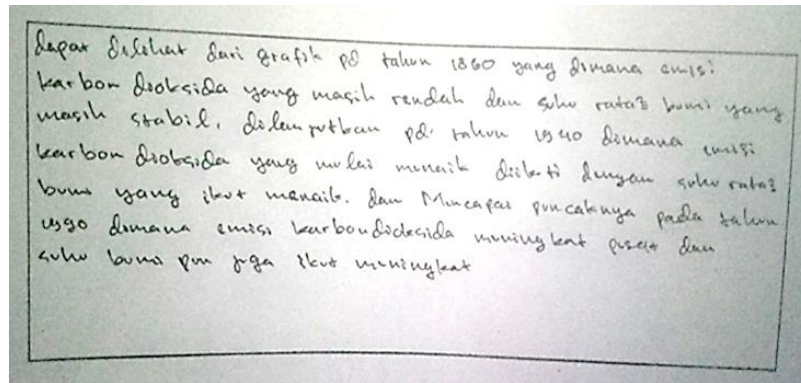 dapat dilihat dari grafik pd tahun 1860 yang dimana emisi
karbon dioksida yang masih rendah dan suhu rata2 bumi yang
masih stabil, dilanjutkan pd tahun 1940 dimana emisi
karbon dioksida yang mulai menaik diikuti dengan suhu rata2
bumi yang ikut menaik. dan Mencapai puncaknya pada tahun
1990 dimana emisi karbondioksida meningkat pesat dan
suhu bumi pun juga ikut meningkat